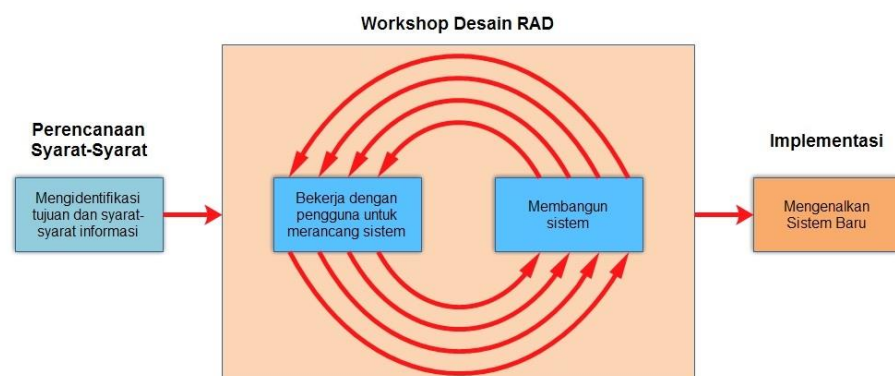 Workshop Desain RAD
Perencanaan
Syarat-Syarat
Mengidentifikasi
tujuan dan syarat-
syarat informasi
Bekerja dengan
pengguna untuk
merancang sistem
Membangun
sistem
Implementasi
Mengenalkan
Sistem Baru